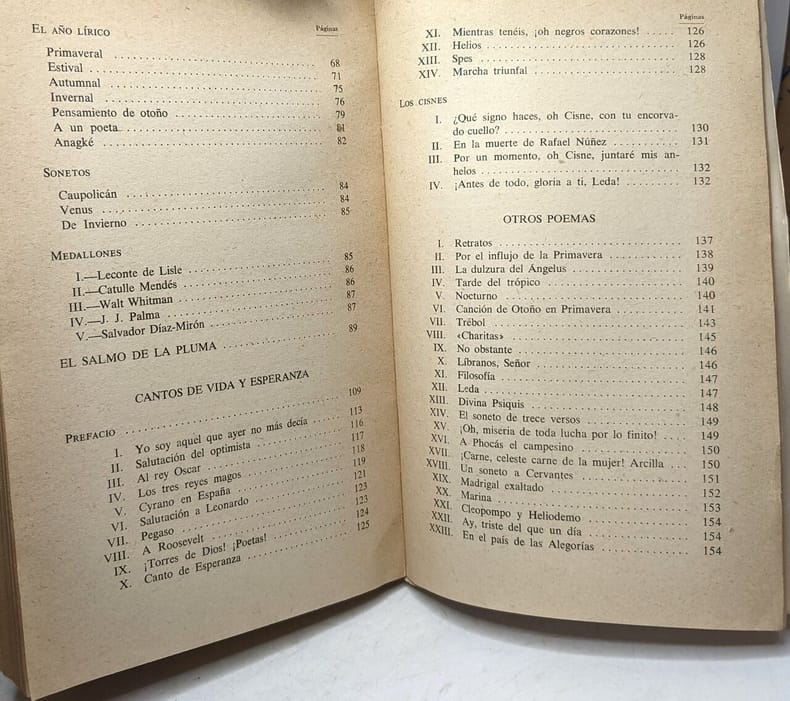 EL AÑO LÍRICO Páginas
Primaveral ..... 68
Estival ..... 71
Autumnal ..... 75
Invernal ..... 76
Pensamiento de otoño ..... 79
A un poeta ..... 81
Anagké ..... 82
SONETOS
Caupolicán ..... 84
Venus ..... 84
De Invierno ..... 85
MEDALLONES
I.—Leconte de Lisle ..... 85
II.—Catulle Mendés ..... 86
III.—Walt Whitman ..... 86
IV.—J. J. Palma ..... 87
V.—Salvador Díaz-Mirón ..... 87
EL SALMO DE LA PLUMA ..... 89
CANTOS DE VIDA Y ESPERANZA
PREFACIO ..... 109
I. Yo soy aquel que ayer no más decía ..... 113
II. Salutación del optimista ..... 116
III. Al rey Oscar ..... 117
IV. Los tres reyes magos ..... 118
V. Cyrano en España ..... 119
VI. Salutación a Leonardo ..... 121
VII. Pegaso ..... 123
VIII. A Roosevelt ..... 123
IX. ¡Torres de Dios! ¡Poetas! ..... 124
X. Canto de Esperanza ..... 125
Páginas
XI. Mientras tenéis, ¡oh negros corazones! ..... 126
XII. Helios ..... 126
XIII. Spes ..... 128
XIV. Marcha triunfal ..... 128
LOS CISNES
I. ¿Qué signo haces, oh Cisne, con tu encorva-
do cuello? ..... 130
II. En la muerte de Rafael Núñez ..... 131
III. Por un momento, oh Cisne, juntaré mis an-
helos ..... 132
IV. ¡Antes de todo, gloria a ti, Leda! ..... 132
OTROS POEMAS
I. Retratos ..... 137
II. Por el influjo de la Primavera ..... 138
III. La dulzura del Ángelus ..... 139
IV. Tarde del trópico ..... 140
V. Nocturno ..... 140
VI. Canción de Otoño en Primavera ..... 141
VII. Trébol ..... 143
VIII. «Charitas» ..... 145
IX. No obstante ..... 146
X. Líbranos, Señor ..... 146
XI. Filosofía ..... 147
XII. Leda ..... 147
XIII. Divina Psiquis ..... 148
XIV. El soneto de trece versos ..... 149
XV. ¡Oh, miseria de toda lucha por lo finito! ..... 149
XVI. A Phocás el campesino ..... 150
XVII. ¡Carne, celeste carne de la mujer! Arcilla ..... 150
XVIII. Un soneto a Cervantes ..... 151
XIX. Madrigal exaltado ..... 152
XX. Marina ..... 153
XXI. Cleopompo y Heliodemo ..... 154
XXII. Ay, triste del que un día ..... 154
XXIII. En el país de las Alegorías ..... 154